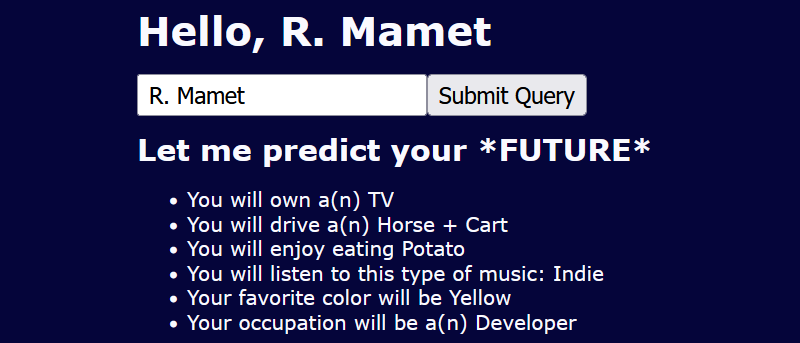 Hello, R. Mamet
R. Mamet Submit Query
Let me predict your *FUTURE*
• You will own a(n) TV
• You will drive a(n) Horse + Cart
• You will enjoy eating Potato
• You will listen to this type of music: Indie
• Your favorite color will be Yellow
• Your occupation will be a(n) Developer